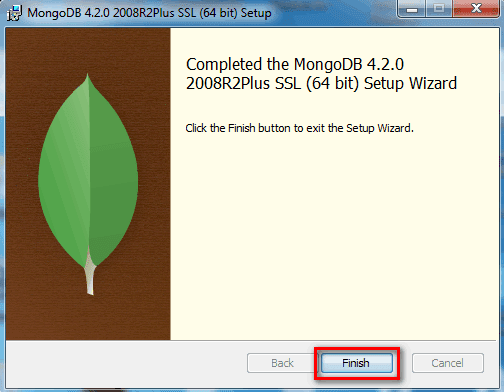 MongoDB 4.2.0 2008R2Plus SSL (64 bit) Setup
Completed the MongoDB 4.2.0
2008R2Plus SSL (64 bit) Setup Wizard
Click the Finish button to exit the Setup Wizard.
Back
Finish
Cancel